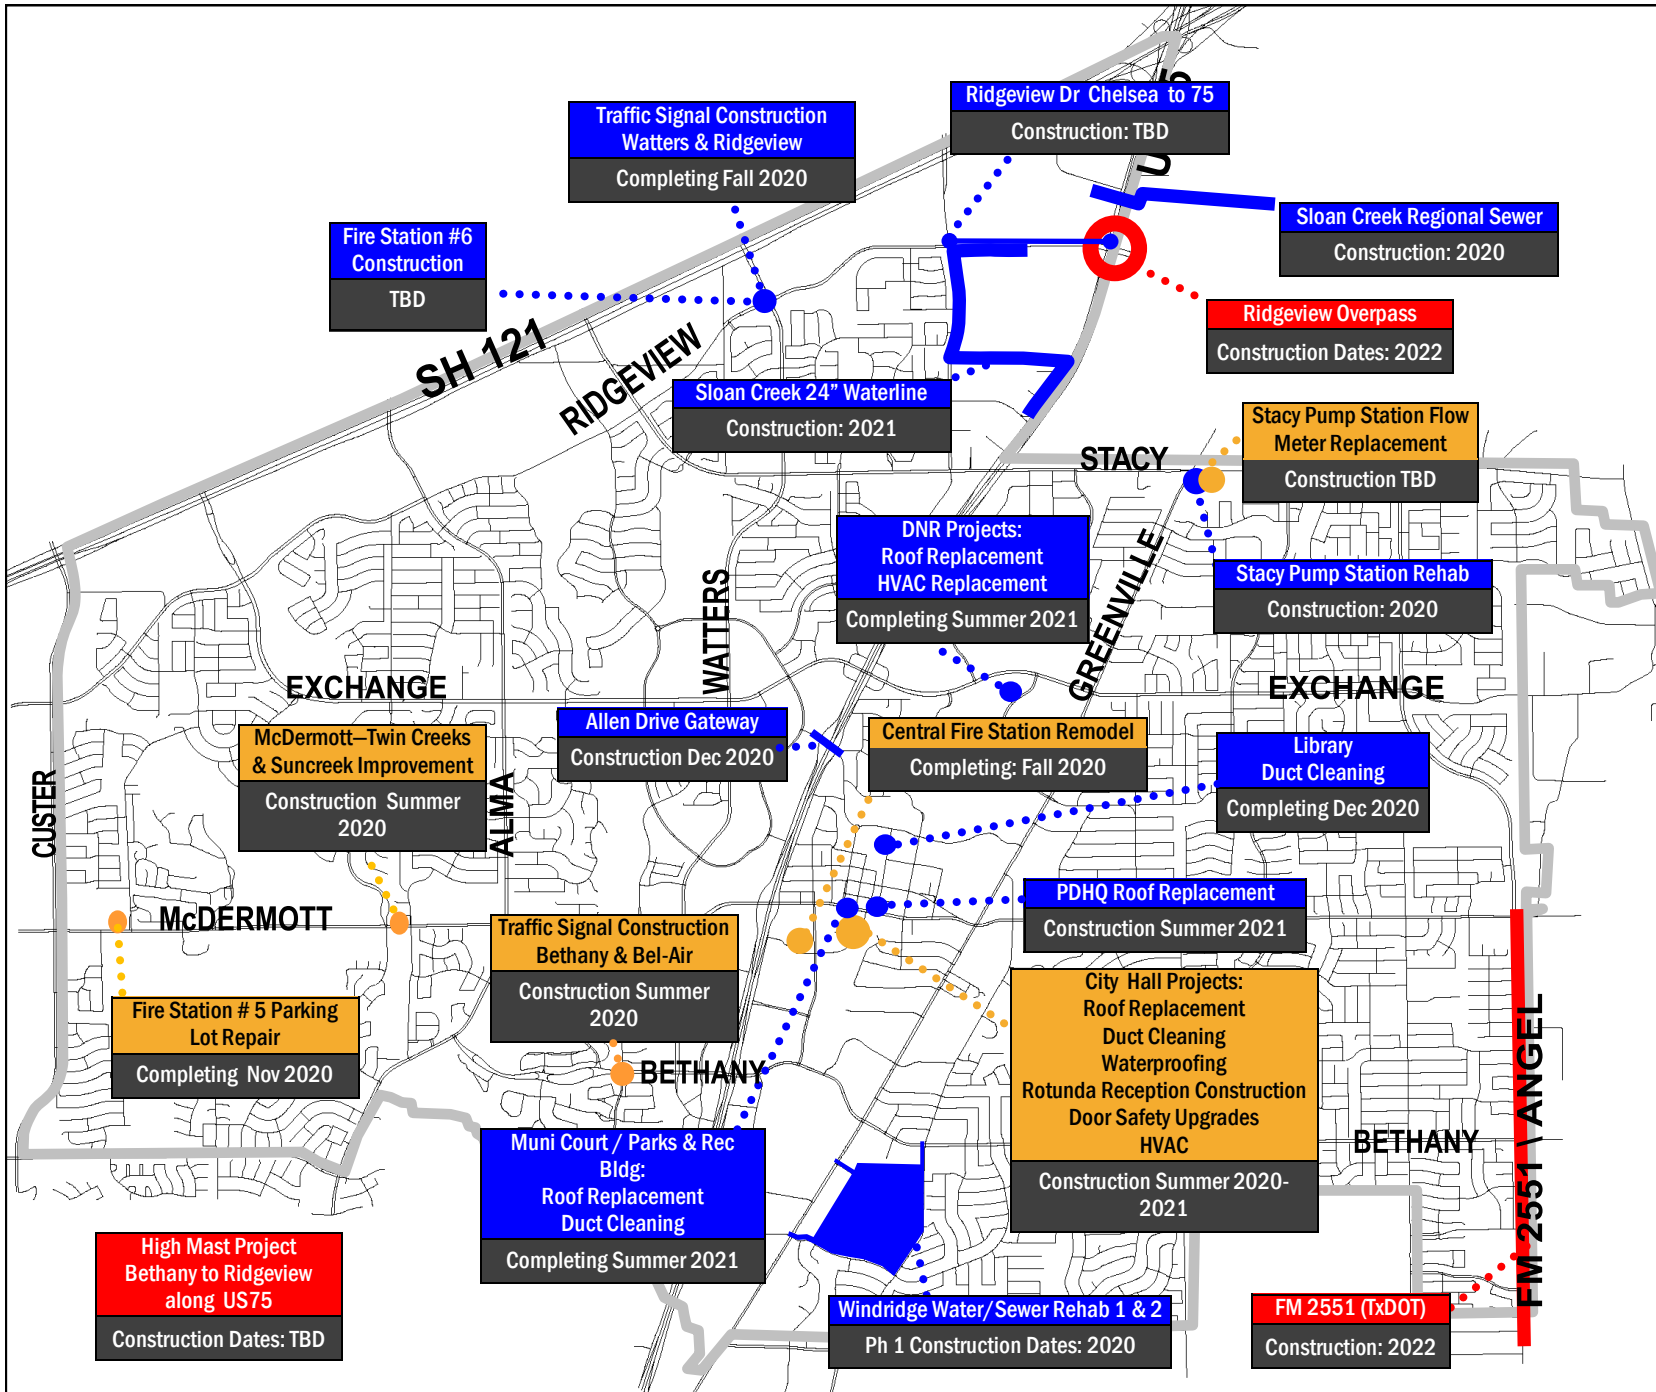 US 75
Ridgeview Dr Chelsea to 75
Construction: TBD
Traffic Signal Construction
Watters & Ridgeview
Completing Fall 2020
Sloan Creek Regional Sewer
Construction: 2020
Fire Station #6
Construction
TBD
Ridgeview Overpass
Construction Dates: 2022
SH 121
RIDGEVIEW
Sloan Creek 24” Waterline
Construction: 2021
Stacy Pump Station Flow
Meter Replacement
Construction TBD
STACY
DNR Projects:
Roof Replacement
HVAC Replacement
Completing Summer 2021
Stacy Pump Station Rehab
Construction: 2020
WATTERS
GREENVILLE
EXCHANGE
EXCHANGE
Allen Drive Gateway
Construction Dec 2020
Central Fire Station Remodel
Completing: Fall 2020
McDermott—Twin Creeks
& Suncreek Improvement
Construction Summer
2020
Library
Duct Cleaning
Completing Dec 2020
CUSTER
ALMA
PDHQ Roof Replacement
Construction Summer 2021
McDERMOTT
Traffic Signal Construction
Bethany & Bel-Air
Construction Summer
2020
City Hall Projects:
Roof Replacement
Duct Cleaning
Waterproofing
Rotunda Reception Construction
Door Safety Upgrades
HVAC
Construction Summer 2020-
2021
Fire Station # 5 Parking
Lot Repair
Completing Nov 2020
BETHANY
BETHANY
FM 2551 \ ANGEL
Muni Court / Parks & Rec
Bldg:
Roof Replacement
Duct Cleaning
Completing Summer 2021
High Mast Project
Bethany to Ridgeview
along US75
Construction Dates: TBD
Windridge Water/Sewer Rehab 1 & 2
Ph 1 Construction Dates: 2020
FM 2551 (TxDOT)
Construction: 2022